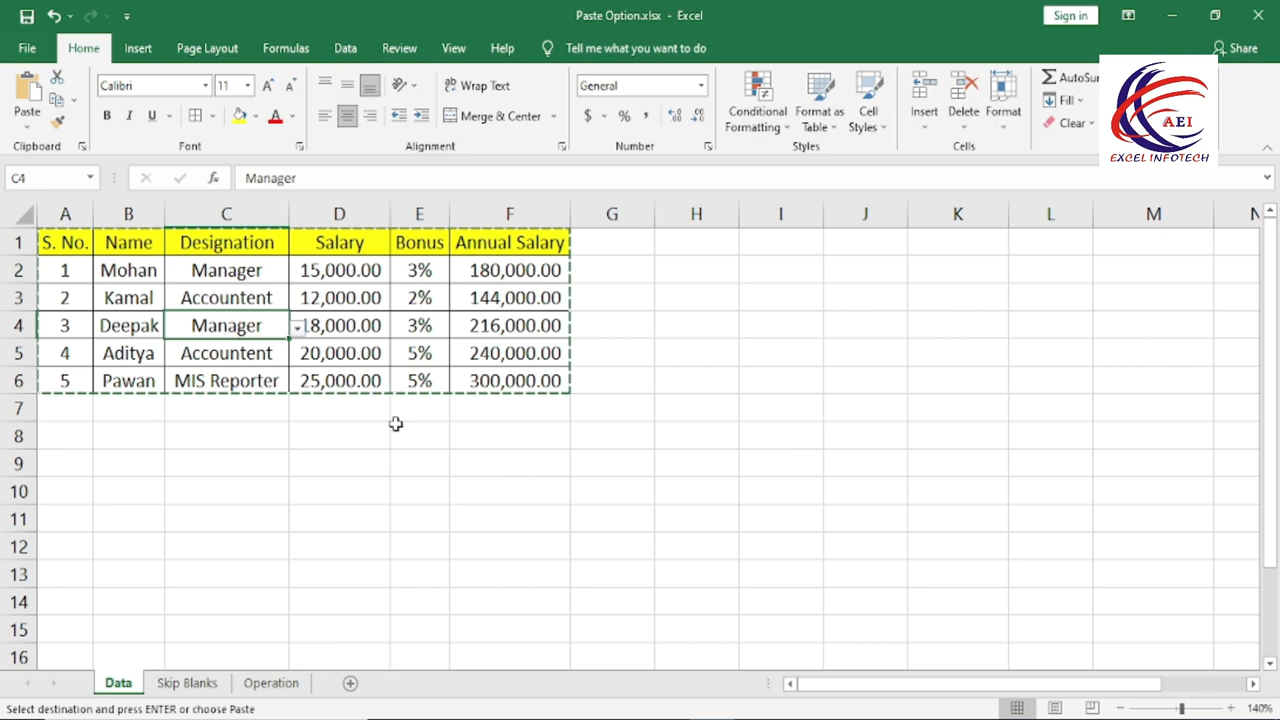 Paste Option.xlsx - Excel
Sign in
File Home Insert Page Layout Formulas Data Review View Help Tell me what you want to do Share
Paste
Clipboard
Calibri 11
B I U
Font
Wrap Text
Merge & Center
Alignment
General
$ % ,
Number
Conditional Formatting
Format as Table
Cell Styles
Styles
Insert Delete Format
Cells
AutoSu
Fill
Clear
AEI
EXCEL INFOTECH
C4 fx Manager
A B C D E F G H I J K L M N
1 S. No. Name Designation Salary Bonus Annual Salary
2 1 Mohan Manager 15,000.00 3% 180,000.00
3 2 Kamal Accountent 12,000.00 2% 144,000.00
4 3 Deepak Manager 18,000.00 3% 216,000.00
5 4 Aditya Accountent 20,000.00 5% 240,000.00
6 5 Pawan MIS Reporter 25,000.00 5% 300,000.00
7
8
9
10
11
12
13
14
15
16
Data Skip Blanks Operation
Select destination and press ENTER or choose Paste
140%